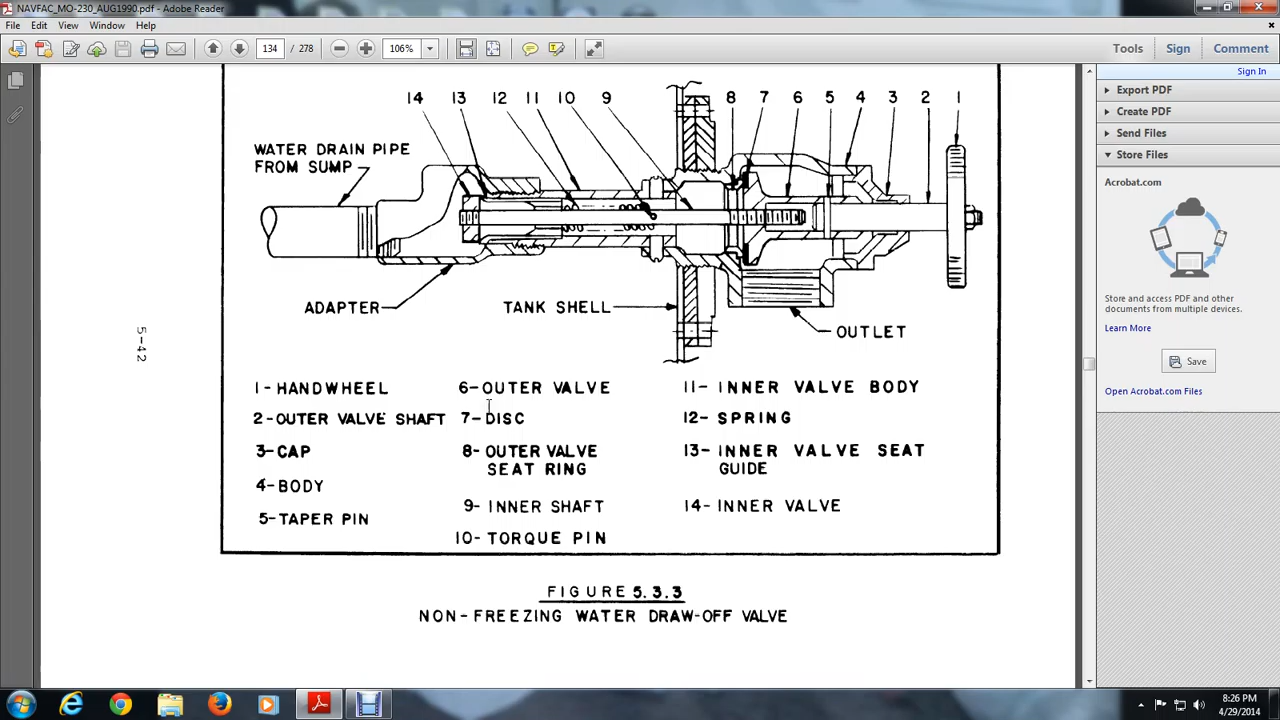 NAVFAC_MO-230_AUG1990.pdf - Adobe Reader
File Edit View Window Help
134 / 278 106% Tools Sign Comment
Sign In
Export PDF
Create PDF
Send Files
Store Files
Acrobat.com
Store and access PDF and other
documents from multiple devices.
Learn More
Save
Open Acrobat.com Files
14 13 12 11 10 9 8 7 6 5 4 3 2 1
WATER DRAIN PIPE
FROM SUMP
ADAPTER
TANK SHELL
OUTLET
5-42
1-HANDWHEEL
2-OUTER VALVE SHAFT
3-CAP
4-BODY
5-TAPER PIN
6-OUTER VALVE
7-DISC
8-OUTER VALVE
SEAT RING
9-INNER SHAFT
10-TORQUE PIN
11-INNER VALVE BODY
12-SPRING
13-INNER VALVE SEAT
GUIDE
14-INNER VALVE
FIGURE 5.3.3
NON-FREEZING WATER DRAW-OFF VALVE
8:26 PM
4/29/2014